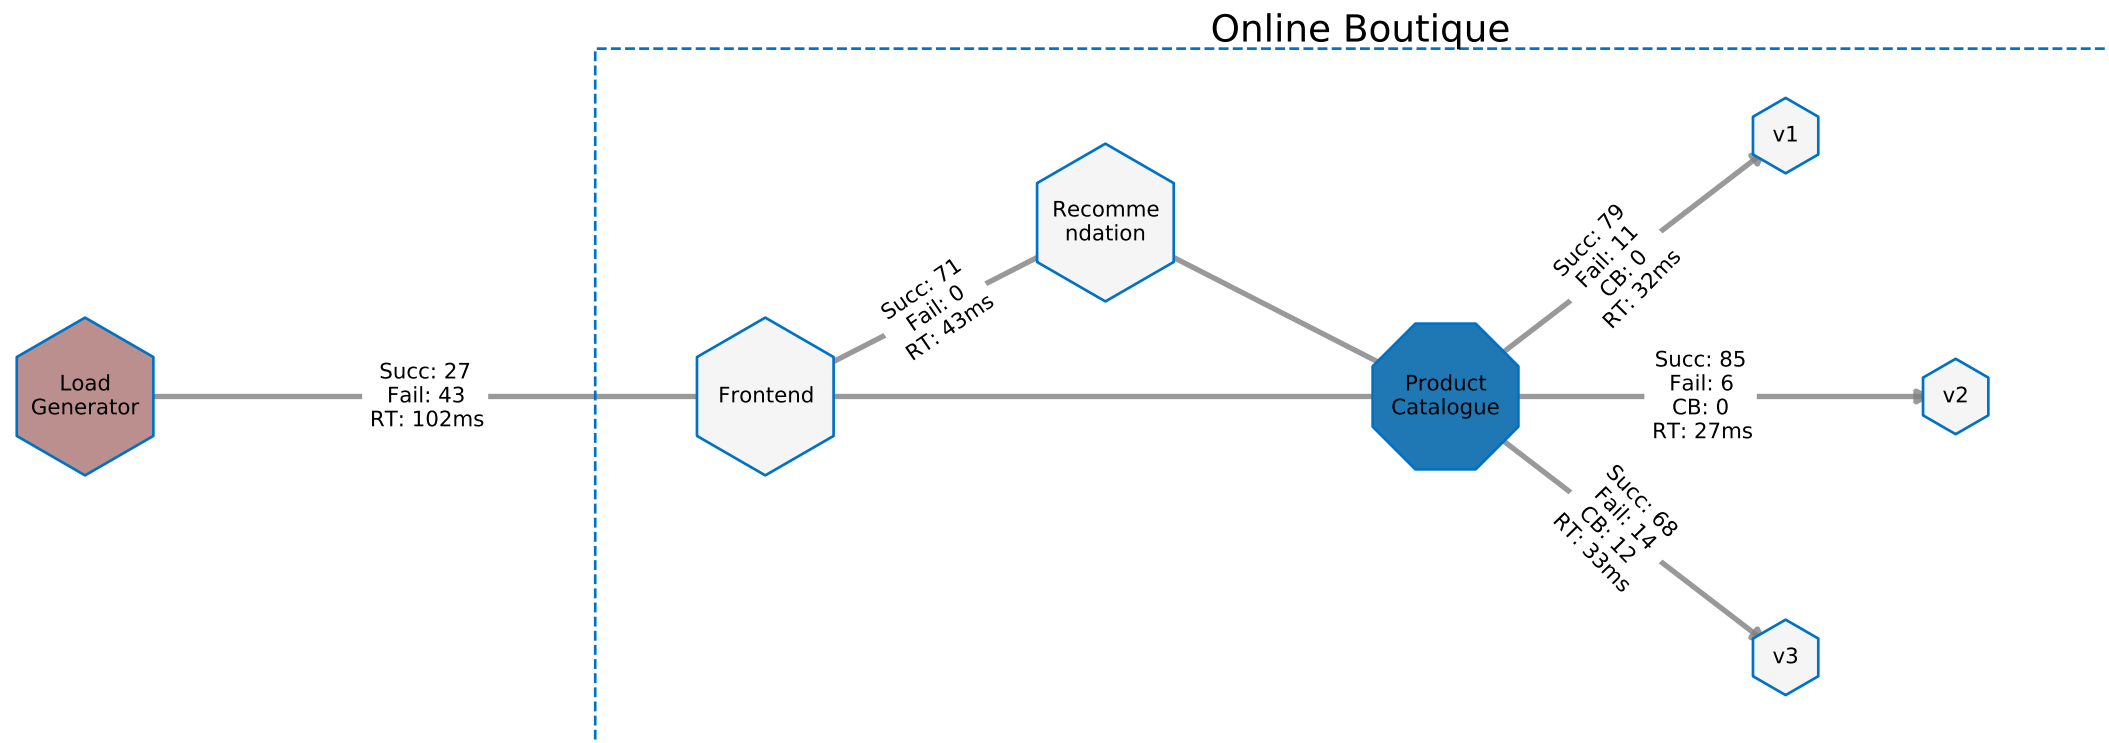 Online Boutique
Load
Generator
Succ: 27
Fail: 43
RT: 102ms
Frontend
Succ: 71
Fail: 0
RT: 43ms
Recomme
ndation
Product
Catalogue
Succ: 79
Fail: 11
CB: 0
RT: 32ms
v1
Succ: 85
Fail: 6
CB: 0
RT: 27ms
v2
Succ: 68
Fail: 14
CB: 12
RT: 33ms
v3